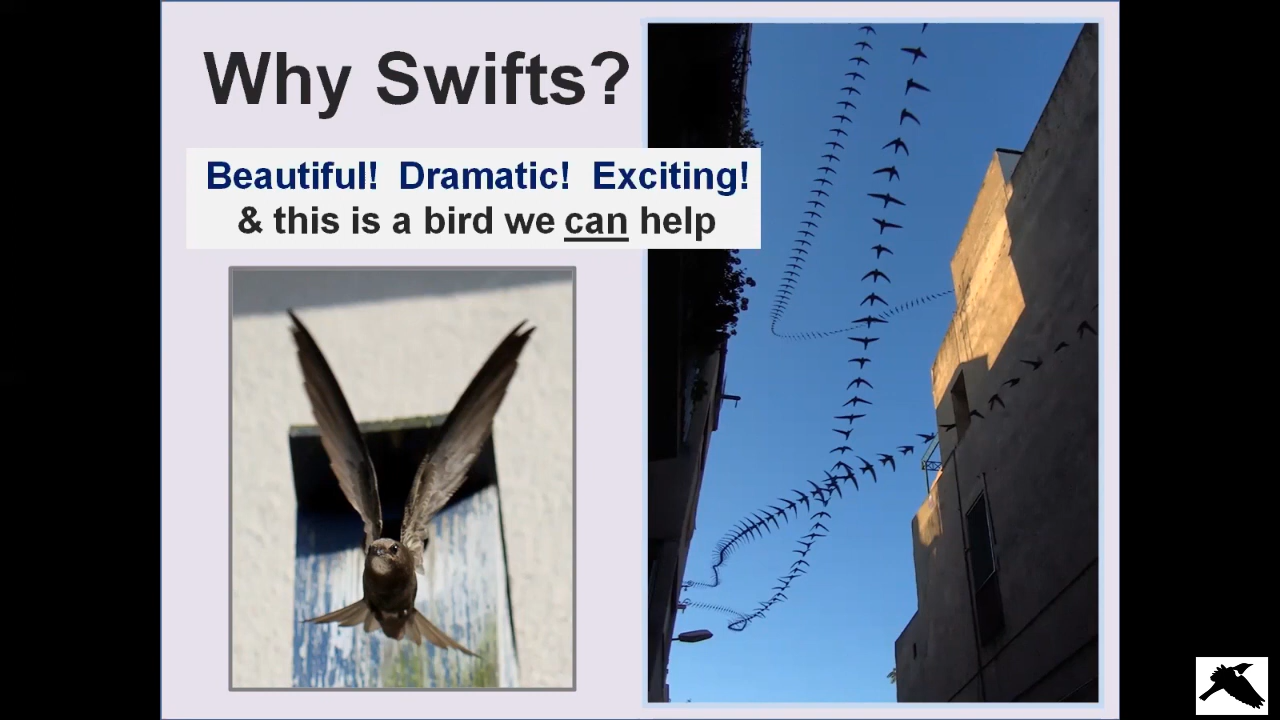 Why Swifts?
Beautiful! Dramatic! Exciting!
& this is a bird we can help